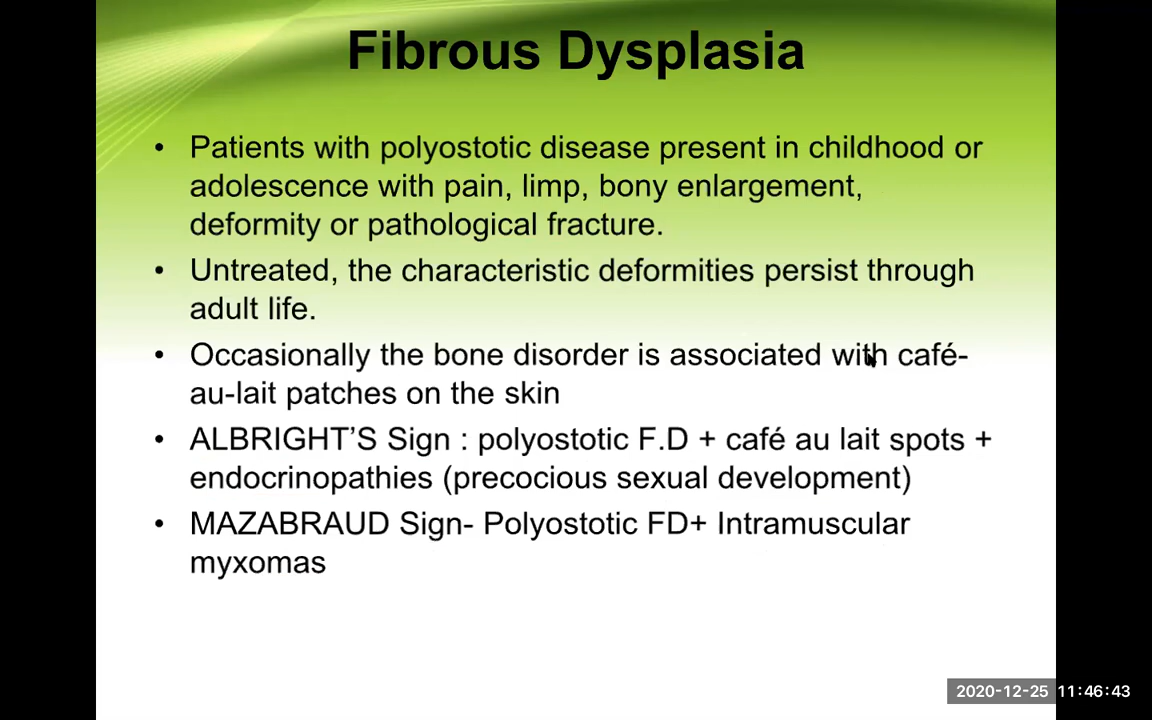 Fibrous Dysplasia
• Patients with polyostotic disease present in childhood or
adolescence with pain, limp, bony enlargement,
deformity or pathological fracture.
• Untreated, the characteristic deformities persist through
adult life.
• Occasionally the bone disorder is associated with café-
au-lait patches on the skin
• ALBRIGHT’S Sign : polyostotic F.D + café au lait spots +
endocrinopathies (precocious sexual development)
• MAZABRAUD Sign- Polyostotic FD+ Intramuscular
myxomas
2020-12-25 11:46:43